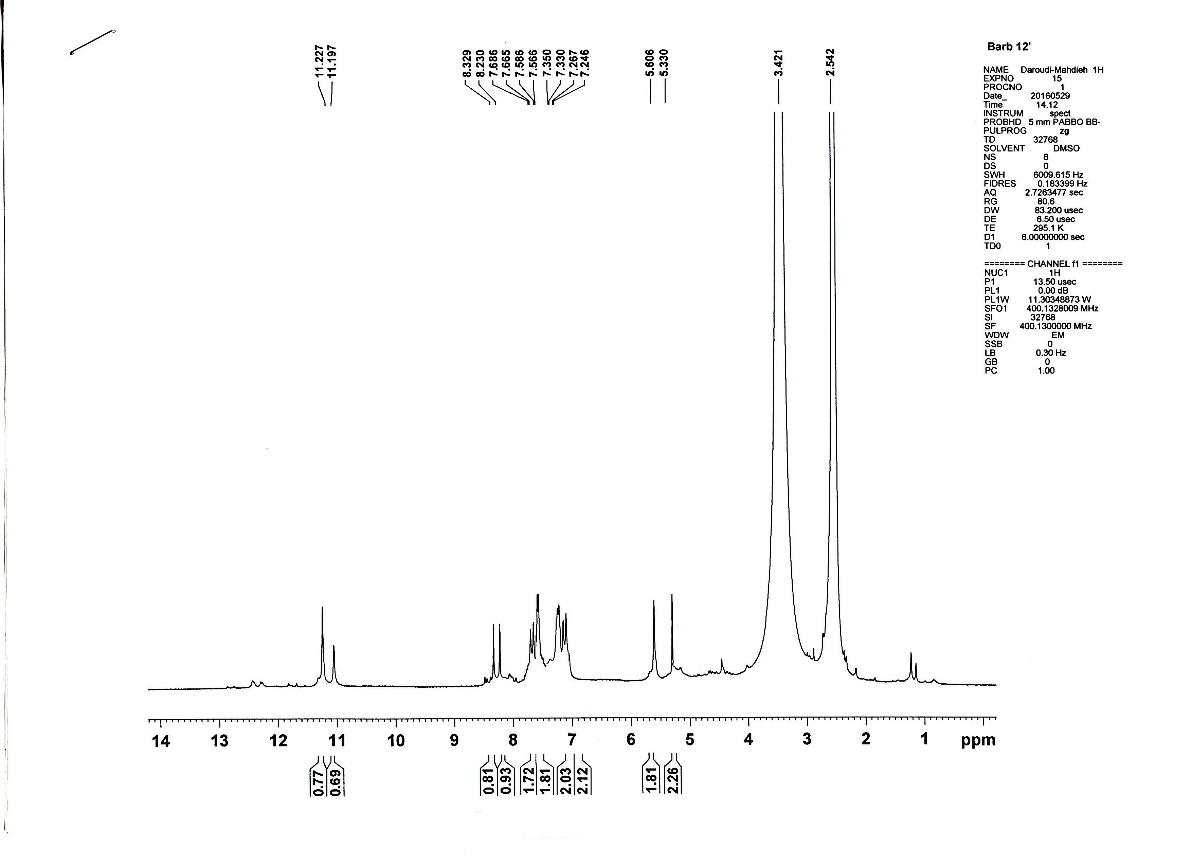 11.227
11.197
8.329
8.230
7.686
7.665
7.586
7.566
7.350
7.330
7.267
7.246
5.606
5.330
3.421
2.542
Barb 12'
NAME Daroudi-Mahdieh 1H
EXPNO 15
PROCNO 1
Date_ 20160529
Time 14.12
INSTRUM spect
PROBHD 5 mm PABBO BB-
PULPROG zg
TD 32768
SOLVENT DMSO
NS 8
DS 0
SWH 6009.615 Hz
FIDRES 0.183399 Hz
AQ 2.7263477 sec
RG 80.6
DW 83.200 usec
DE 6.50 usec
TE 295.1 K
D1 6.00000000 sec
TD0 1
======== CHANNEL f1 ========
NUC1 1H
P1 13.50 usec
PL1 0.00 dB
PL1W 11.30348873 W
SFO1 400.1328009 MHz
SI 32768
SF 400.1300000 MHz
WDW EM
SSB 0
LB 0.30 Hz
GB 0
PC 1.00
14 13 12 11 10 9 8 7 6 5 4 3 2 1 ppm
0.77
0.69
0.81
0.93
1.72
1.81
2.03
2.12
1.81
2.26